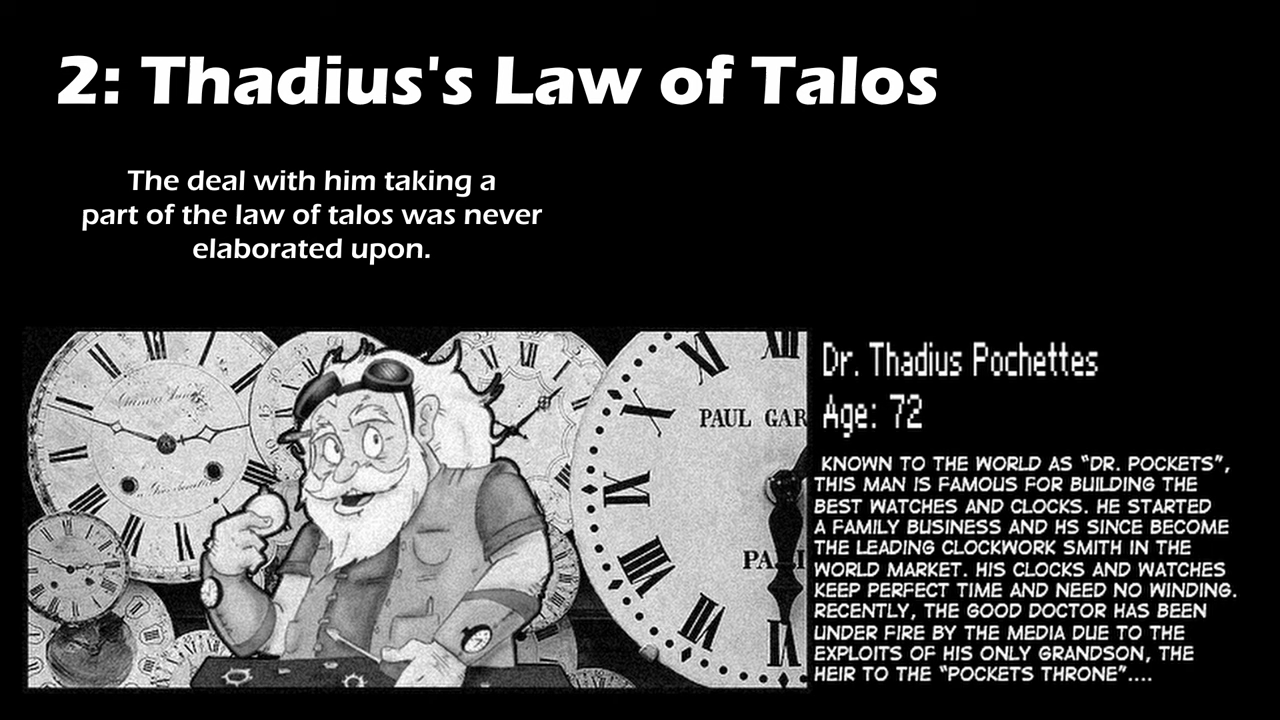 2: Thadius's Law of Talos
The deal with him taking a
part of the law of talos was never
elaborated upon.
PAUL GAR
Dr. Thadius Pochettes
Age: 72
KNOWN TO THE WORLD AS “DR. POCKETS”,
THIS MAN IS FAMOUS FOR BUILDING THE
BEST WATCHES AND CLOCKS. HE STARTED
A FAMILY BUSINESS AND HS SINCE BECOME
THE LEADING CLOCKWORK SMITH IN THE
WORLD MARKET. HIS CLOCKS AND WATCHES
KEEP PERFECT TIME AND NEED NO WINDING.
RECENTLY, THE GOOD DOCTOR HAS BEEN
UNDER FIRE BY THE MEDIA DUE TO THE
EXPLOITS OF HIS ONLY GRANDSON, THE
HEIR TO THE “POCKETS THRONE”....